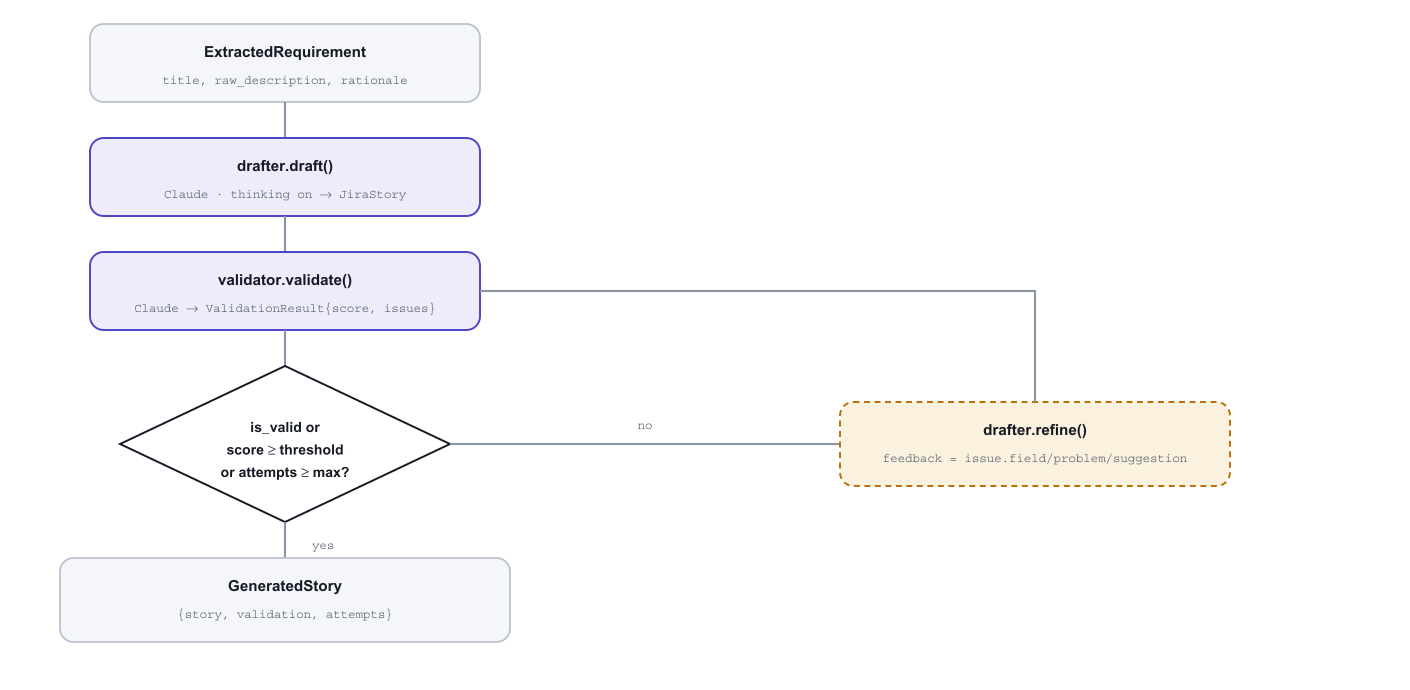 ExtractedRequirement
title, raw_description, rationale
drafter.draft()
Claude · thinking on → JiraStory
validator.validate()
Claude → ValidationResult{score, issues}
is_valid or
score ≥ threshold
or attempts ≥ max?
no
drafter.refine()
feedback = issue.field/problem/suggestion
yes
GeneratedStory
{story, validation, attempts}